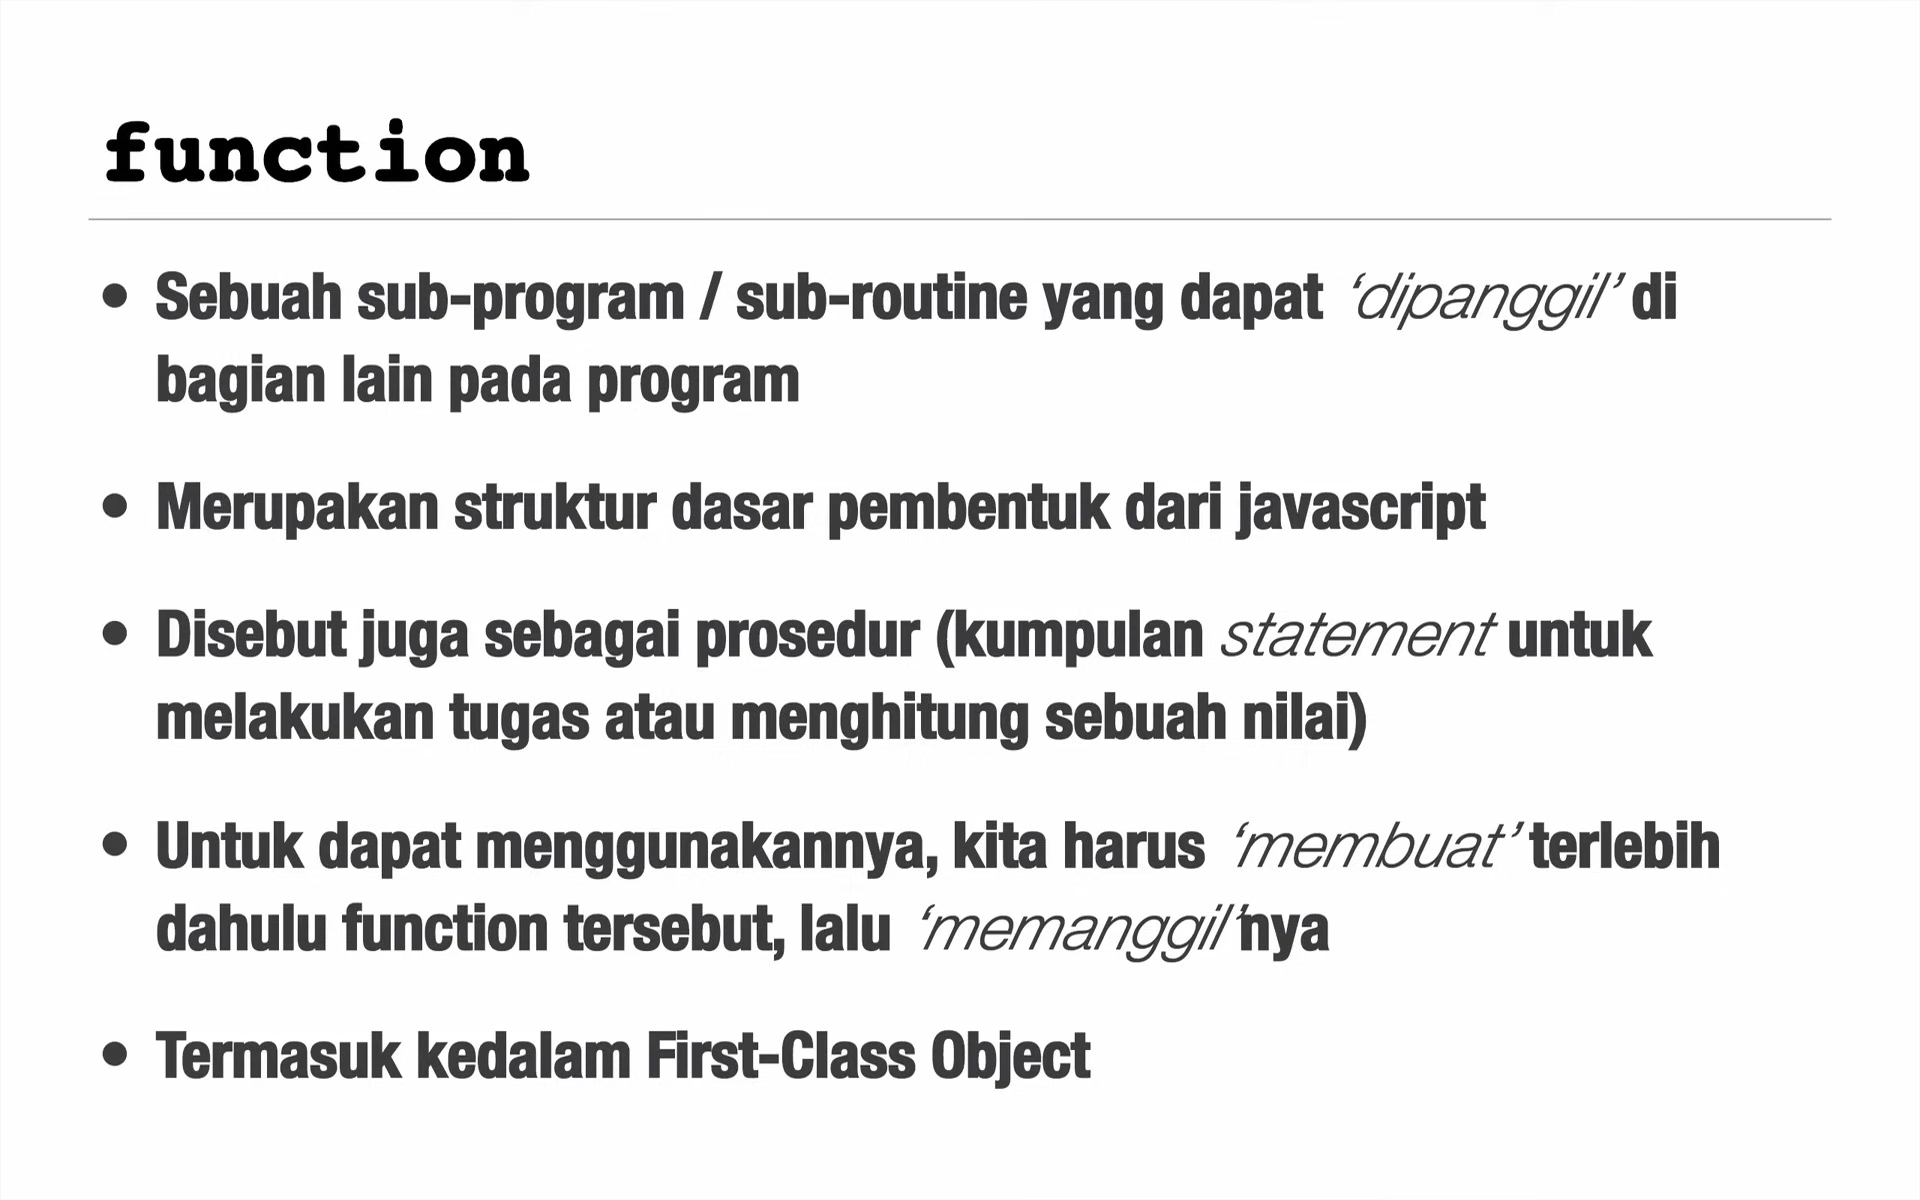 function
• Sebuah sub-program / sub-routine yang dapat ‘dipanggil’ di
bagian lain pada program
• Merupakan struktur dasar pembentuk dari javascript
• Disebut juga sebagai prosedur (kumpulan statement untuk
melakukan tugas atau menghitung sebuah nilai)
• Untuk dapat menggunakannya, kita harus ‘membuat’ terlebih
dahulu function tersebut, lalu ‘memanggil’nya
• Termasuk kedalam First-Class Object